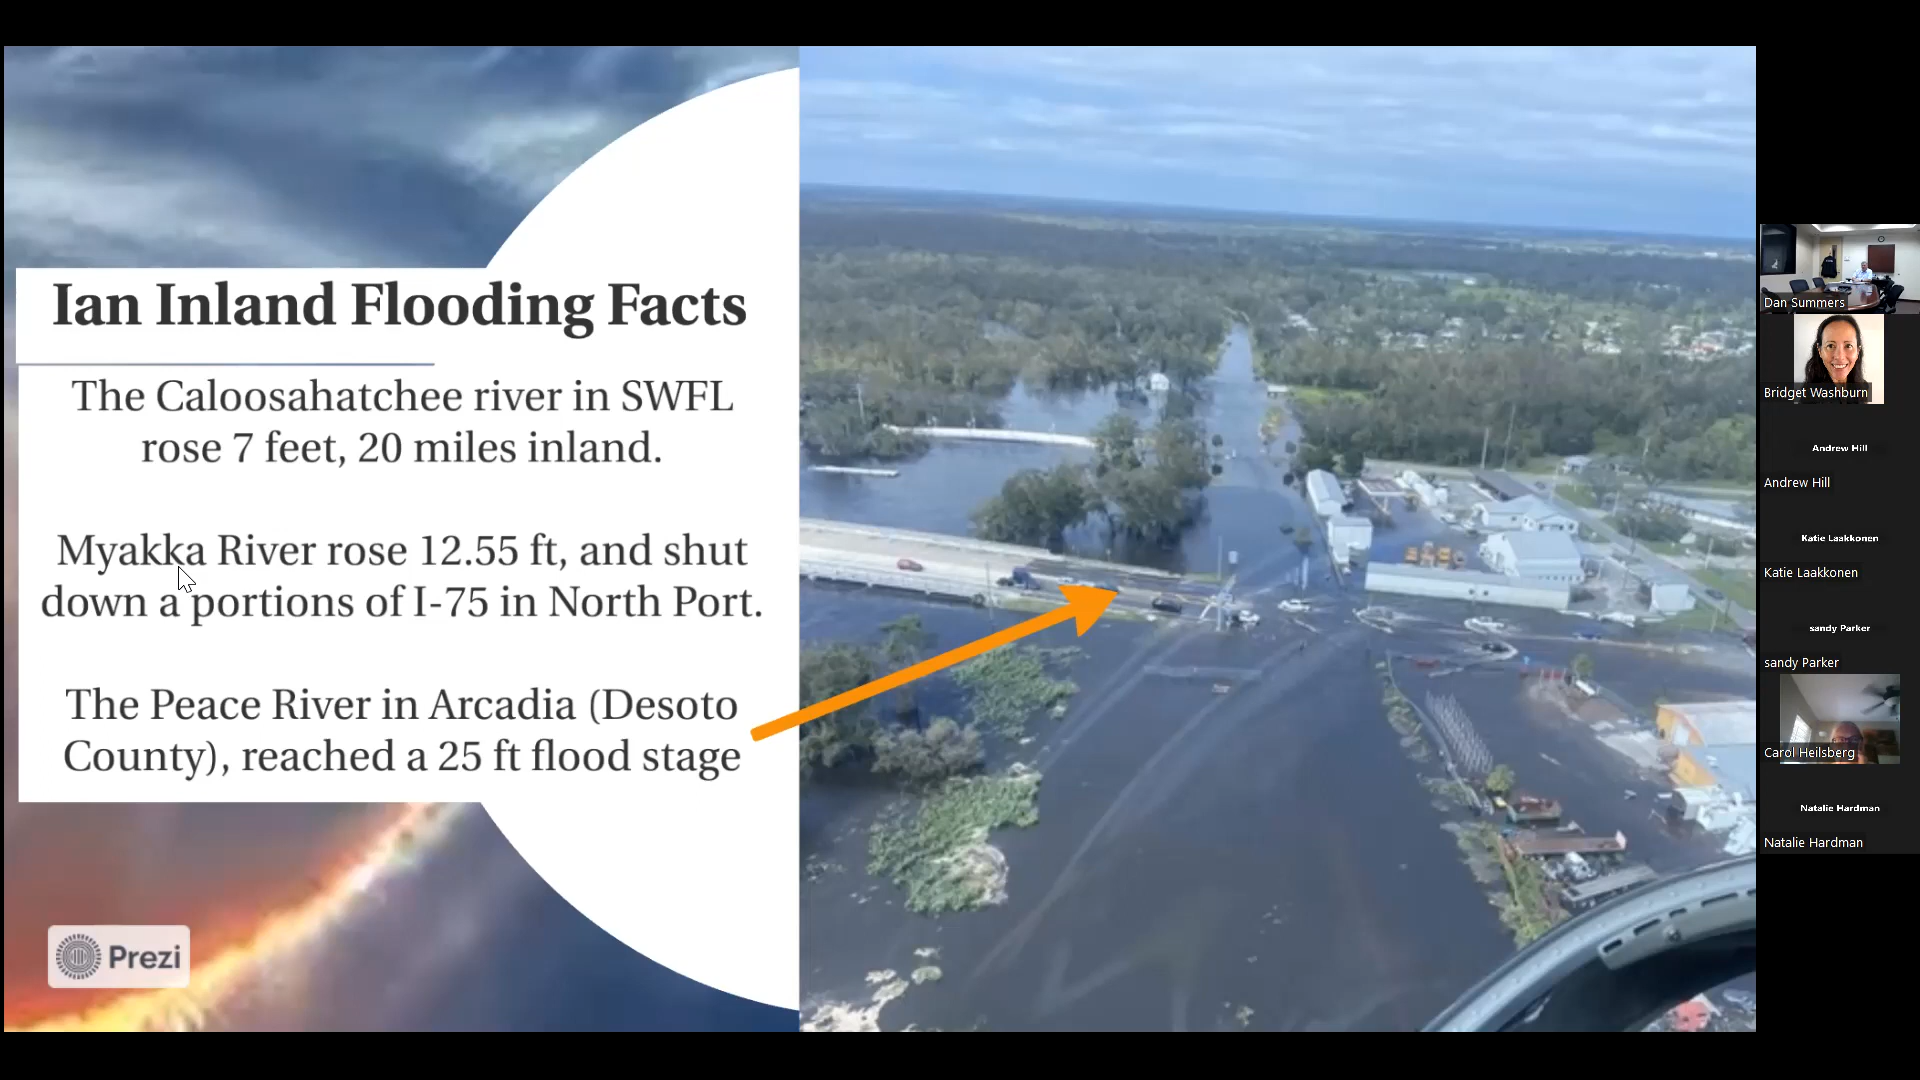 Ian Inland Flooding Facts
The Caloosahatchee river in SWFL
rose 7 feet, 20 miles inland.
Myakka River rose 12.55 ft, and shut
down a portions of I-75 in North Port.
The Peace River in Arcadia (Desoto
County), reached a 25 ft flood stage
Prezi
Dan Summers
Bridget Washburn
Andrew Hill
Andrew Hill
Katie Laakkonen
Katie Laakkonen
sandy Parker
sandy Parker
Carol Heilsberg
Natalie Hardman
Natalie Hardman